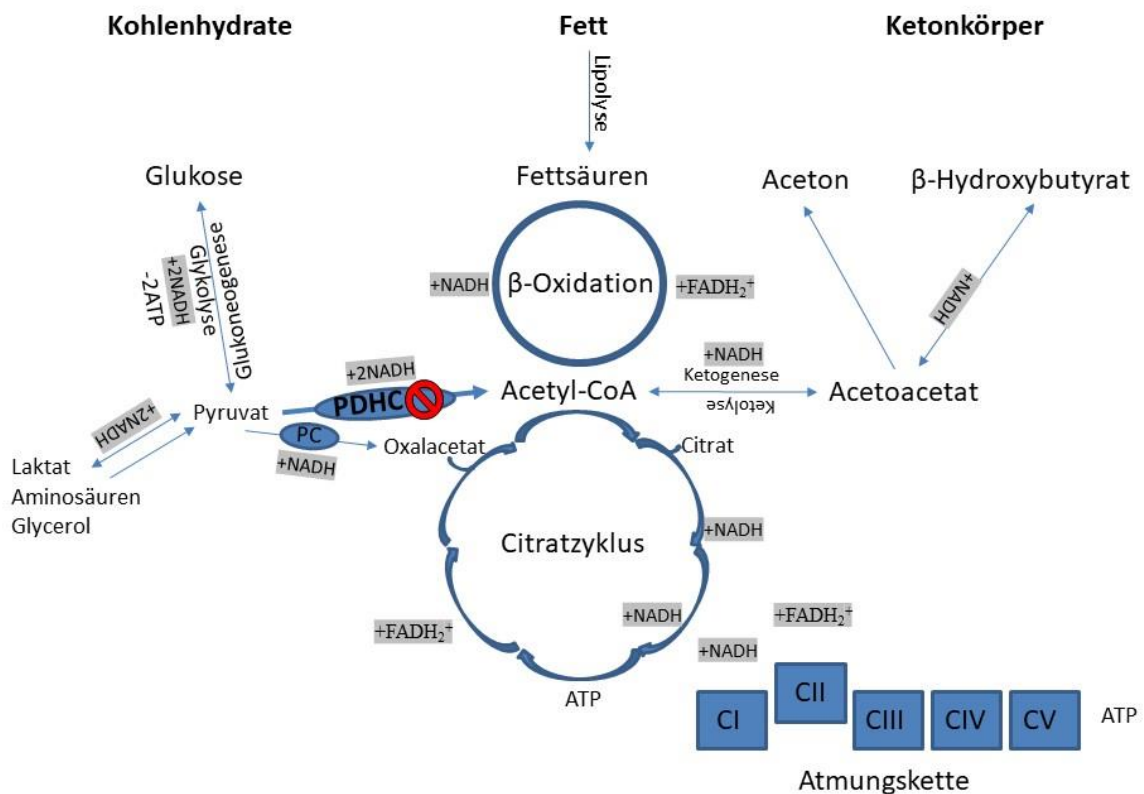 Kohlenhydrate
Fett
Ketonkörper
Lipolyse
Glukose
Fettsäuren
Aceton
β-Hydroxybutyrat
Glukoneogenese
Glykolyse
+2NADH
-2ATP
+NADH
β-Oxidation
+FADH₂⁺
+NADH
+2NADH
PDHC
Acetyl-CoA
+NADH
Ketogenese
Ketolyse
Acetoacetat
+2NADH
Pyruvat
PC
+NADH
Oxalacetat
Citrat
Laktat
Aminosäuren
Glycerol
Citratzyklus
+NADH
+FADH₂⁺
+NADH
+NADH
+FADH₂⁺
ATP
CI
CII
CIII
CIV
CV
ATP
Atmungskette